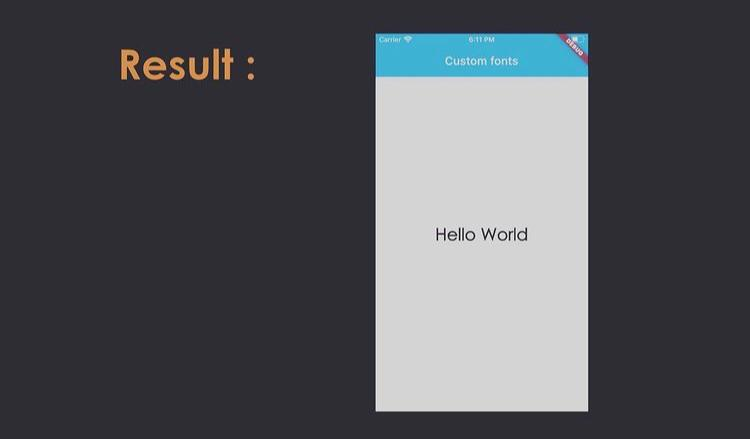 Result :
Carrier 6:11 PM
DEBUG
Custom fonts
Hello World